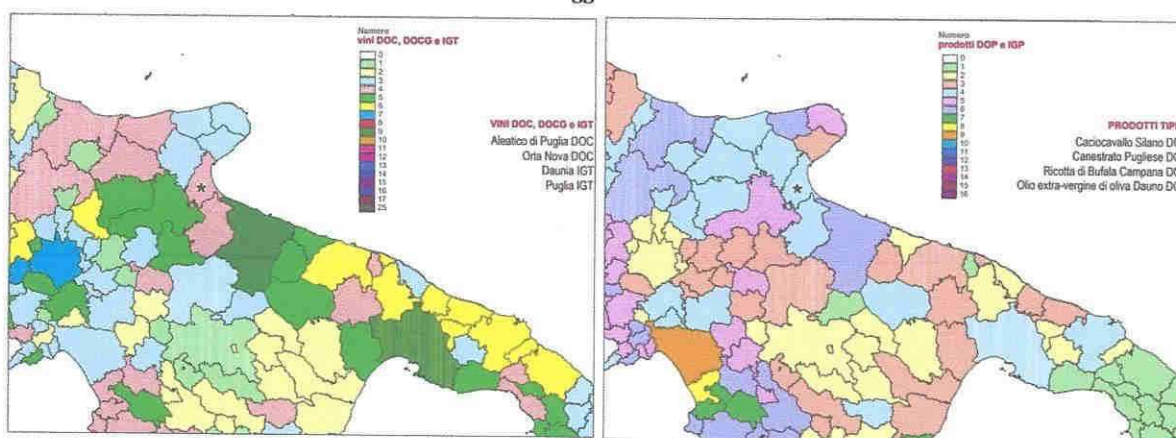 Numero
vini DOC, DOCG e IGT
0
1
2
3
4
5
6
7
8
9
10
11
12
13
14
15
16
17
25
VINI DOC, DOCG e IGT
Aleatico di Puglia DOC
Orta Nova DOC
Daunia IGT
Puglia IGT
*
Numero
prodotti DOP e IGP
0
1
2
3
4
5
6
7
8
9
10
11
12
13
14
15
16
PRODOTTI TIPI
Caciocavallo Silano DO
Canestrato Pugliese DO
Ricotta di Bufala Campana DO
Olio extra-vergine di oliva Dauno DO
*